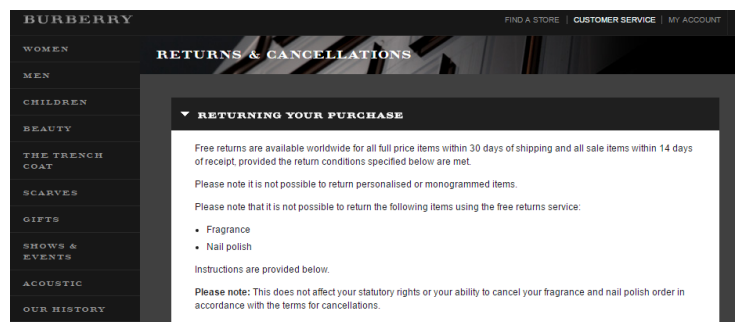 BURBERRY
FIND A STORE | CUSTOMER SERVICE | MY ACCOUNT
WOMEN
MEN
CHILDREN
BEAUTY
THE TRENCH
COAT
SCARVES
GIFTS
SHOWS &
EVENTS
ACOUSTIC
OUR HISTORY
RETURNS & CANCELLATIONS
RETURNING YOUR PURCHASE
Free returns are available worldwide for all full price items within 30 days of shipping and all sale items within 14 days
of receipt, provided the return conditions specified below are met.
Please note it is not possible to return personalised or monogrammed items.
Please note that it is not possible to return the following items using the free returns service:
• Fragrance
• Nail polish
Instructions are provided below.
Please note: This does not affect your statutory rights or your ability to cancel your fragrance and nail polish order in
accordance with the terms for cancellations.